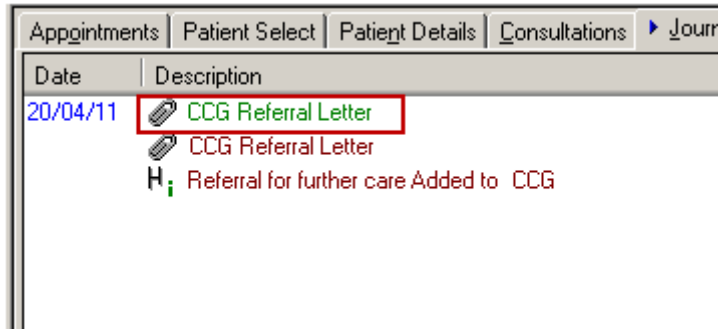 Appointments Patient Select Patient Details Consultations Journ
Date Description
20/04/11 CCG Referral Letter
CCG Referral Letter
H i Referral for further care Added to CCG